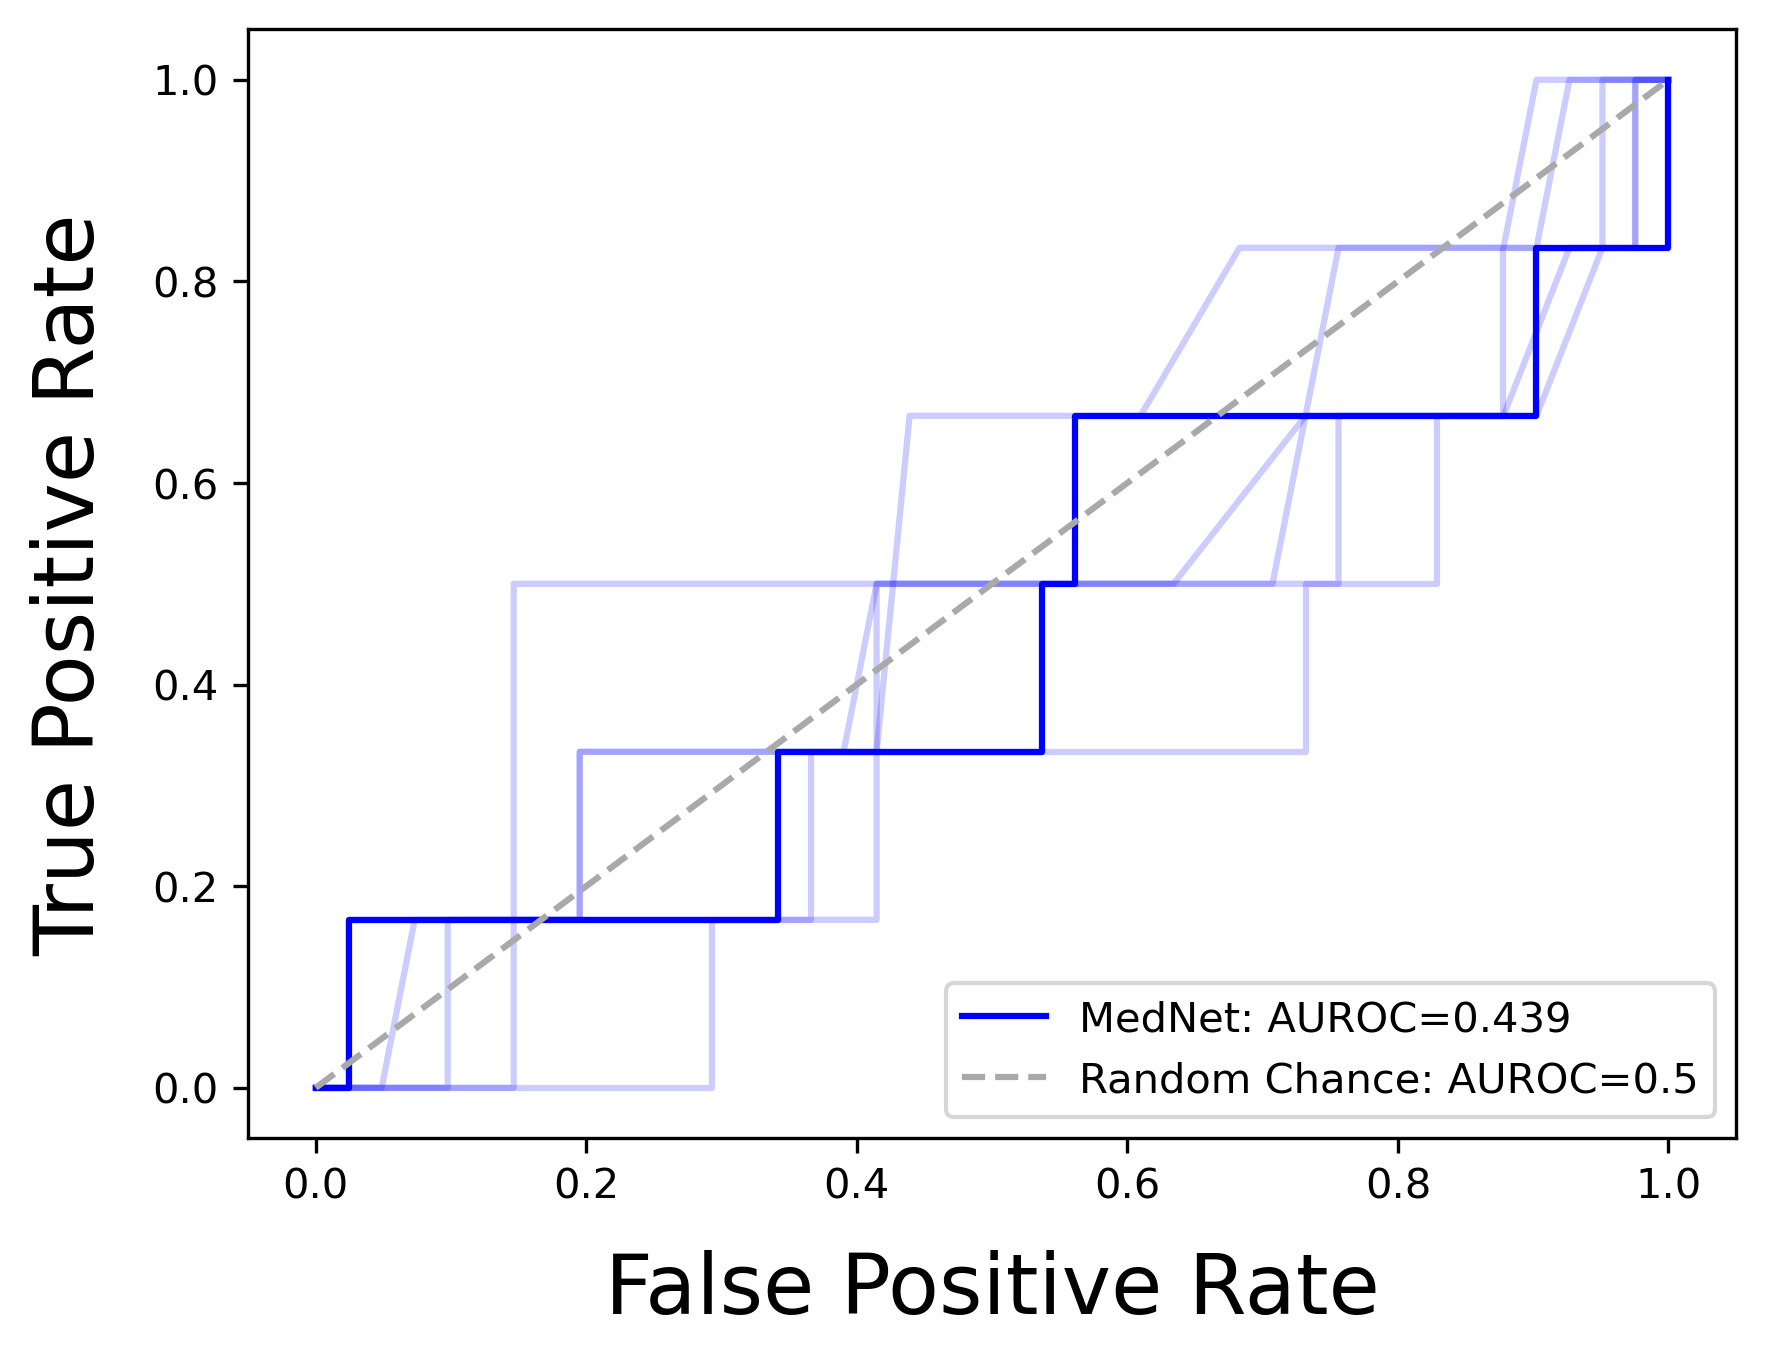 True Positive Rate
1.0
0.8
0.6
0.4
0.2
0.0
MedNet: AUROC=0.439
Random Chance: AUROC=0.5
0.0 0.2 0.4 0.6 0.8 1.0
False Positive Rate